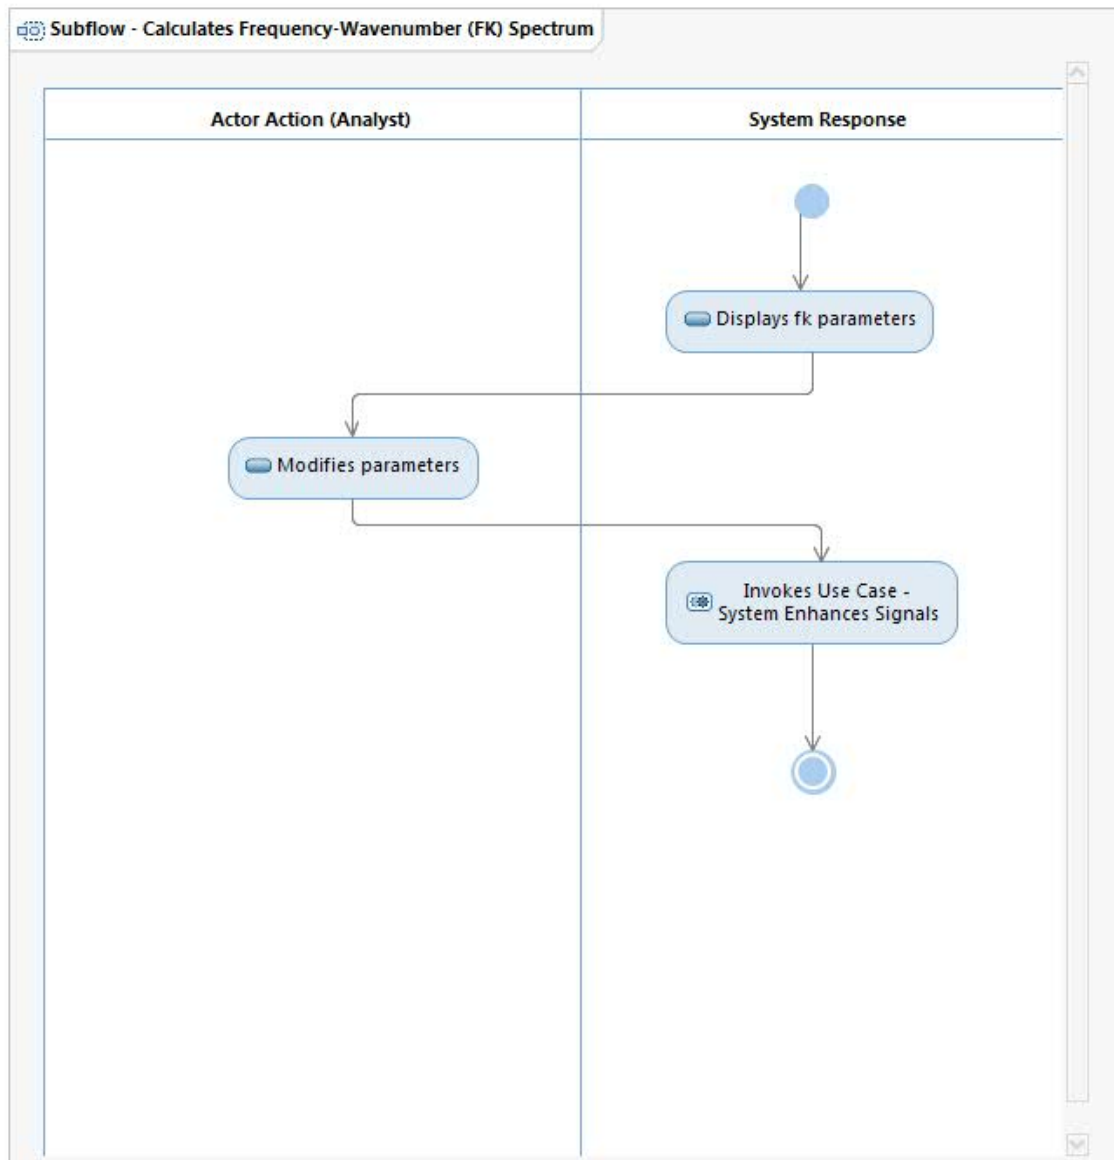 Subflow - Calculates Frequency-Wavenumber (FK) Spectrum
Actor Action (Analyst)
System Response
Displays fk parameters
Modifies parameters
Invokes Use Case -
System Enhances Signals